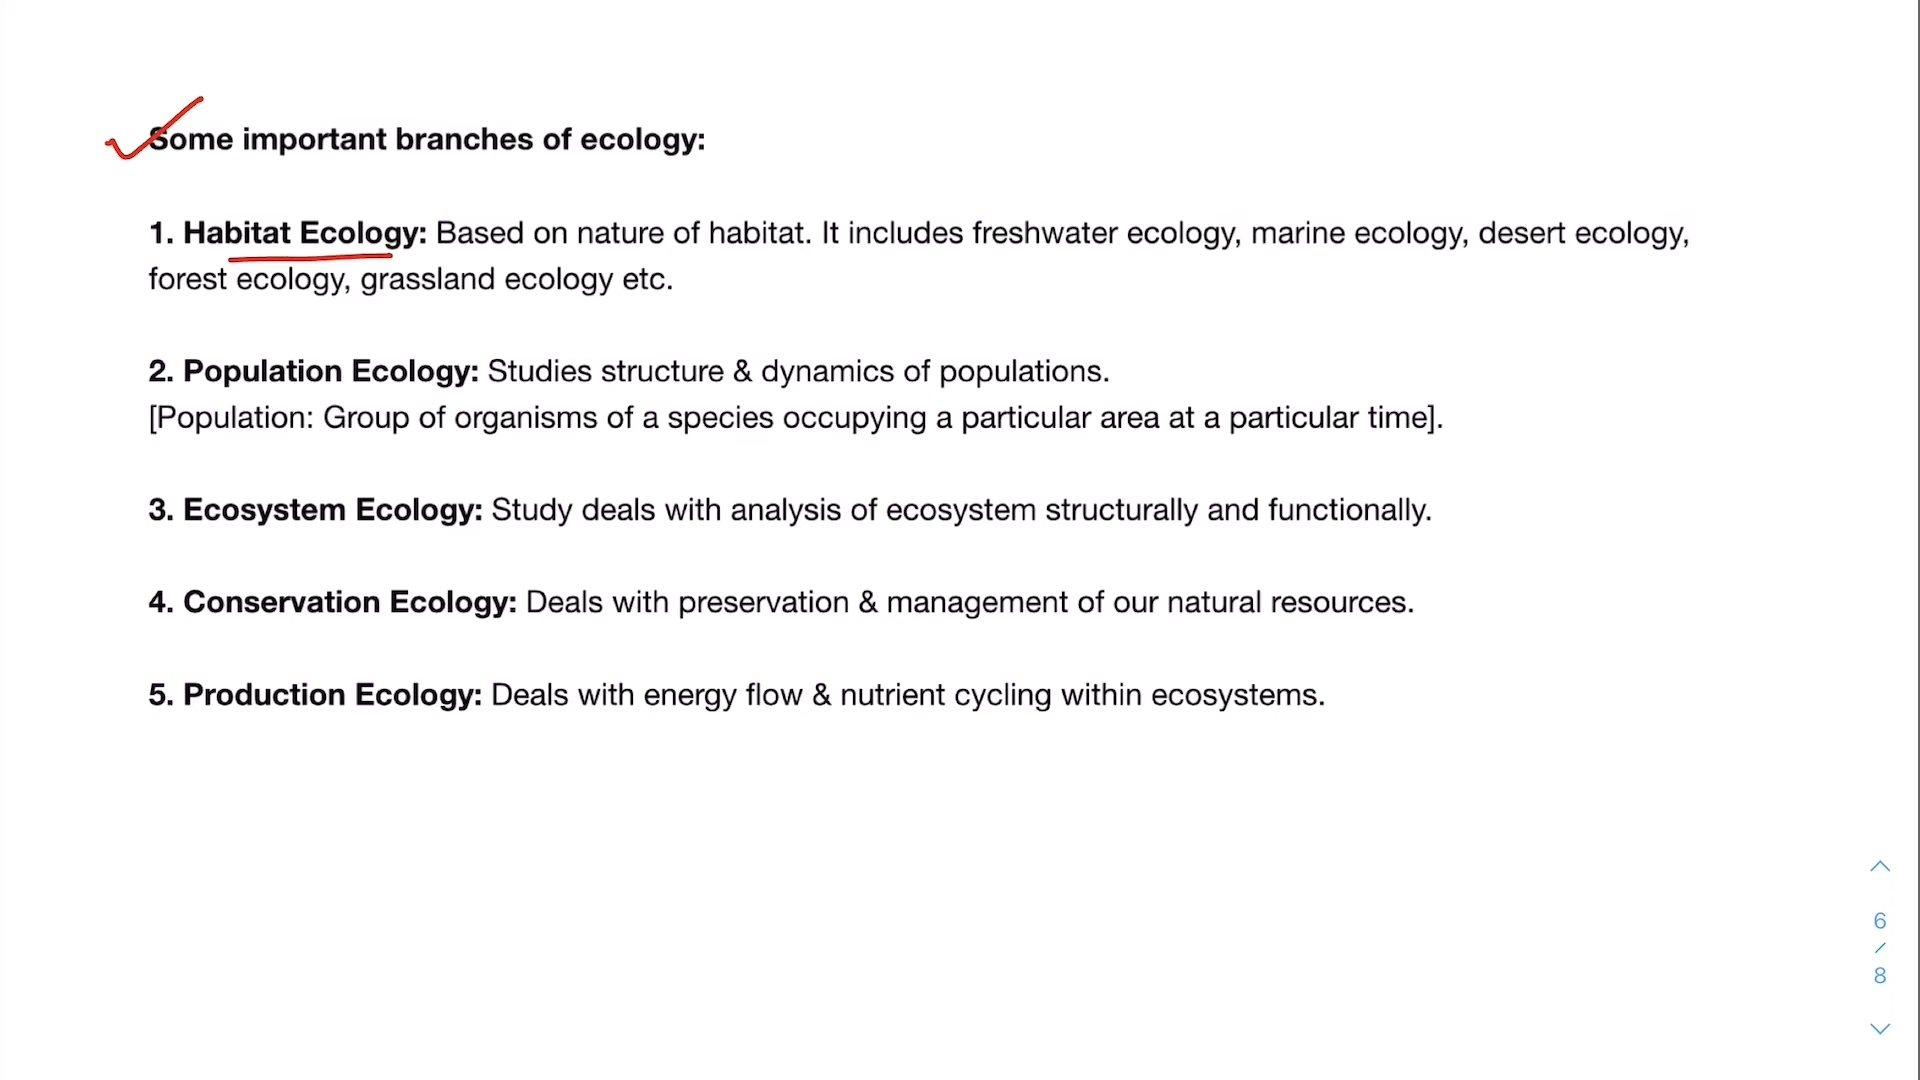 Some important branches of ecology:
1. Habitat Ecology: Based on nature of habitat. It includes freshwater ecology, marine ecology, desert ecology,
forest ecology, grassland ecology etc.
2. Population Ecology: Studies structure & dynamics of populations.
[Population: Group of organisms of a species occupying a particular area at a particular time].
3. Ecosystem Ecology: Study deals with analysis of ecosystem structurally and functionally.
4. Conservation Ecology: Deals with preservation & management of our natural resources.
5. Production Ecology: Deals with energy flow & nutrient cycling within ecosystems.
6
/
8